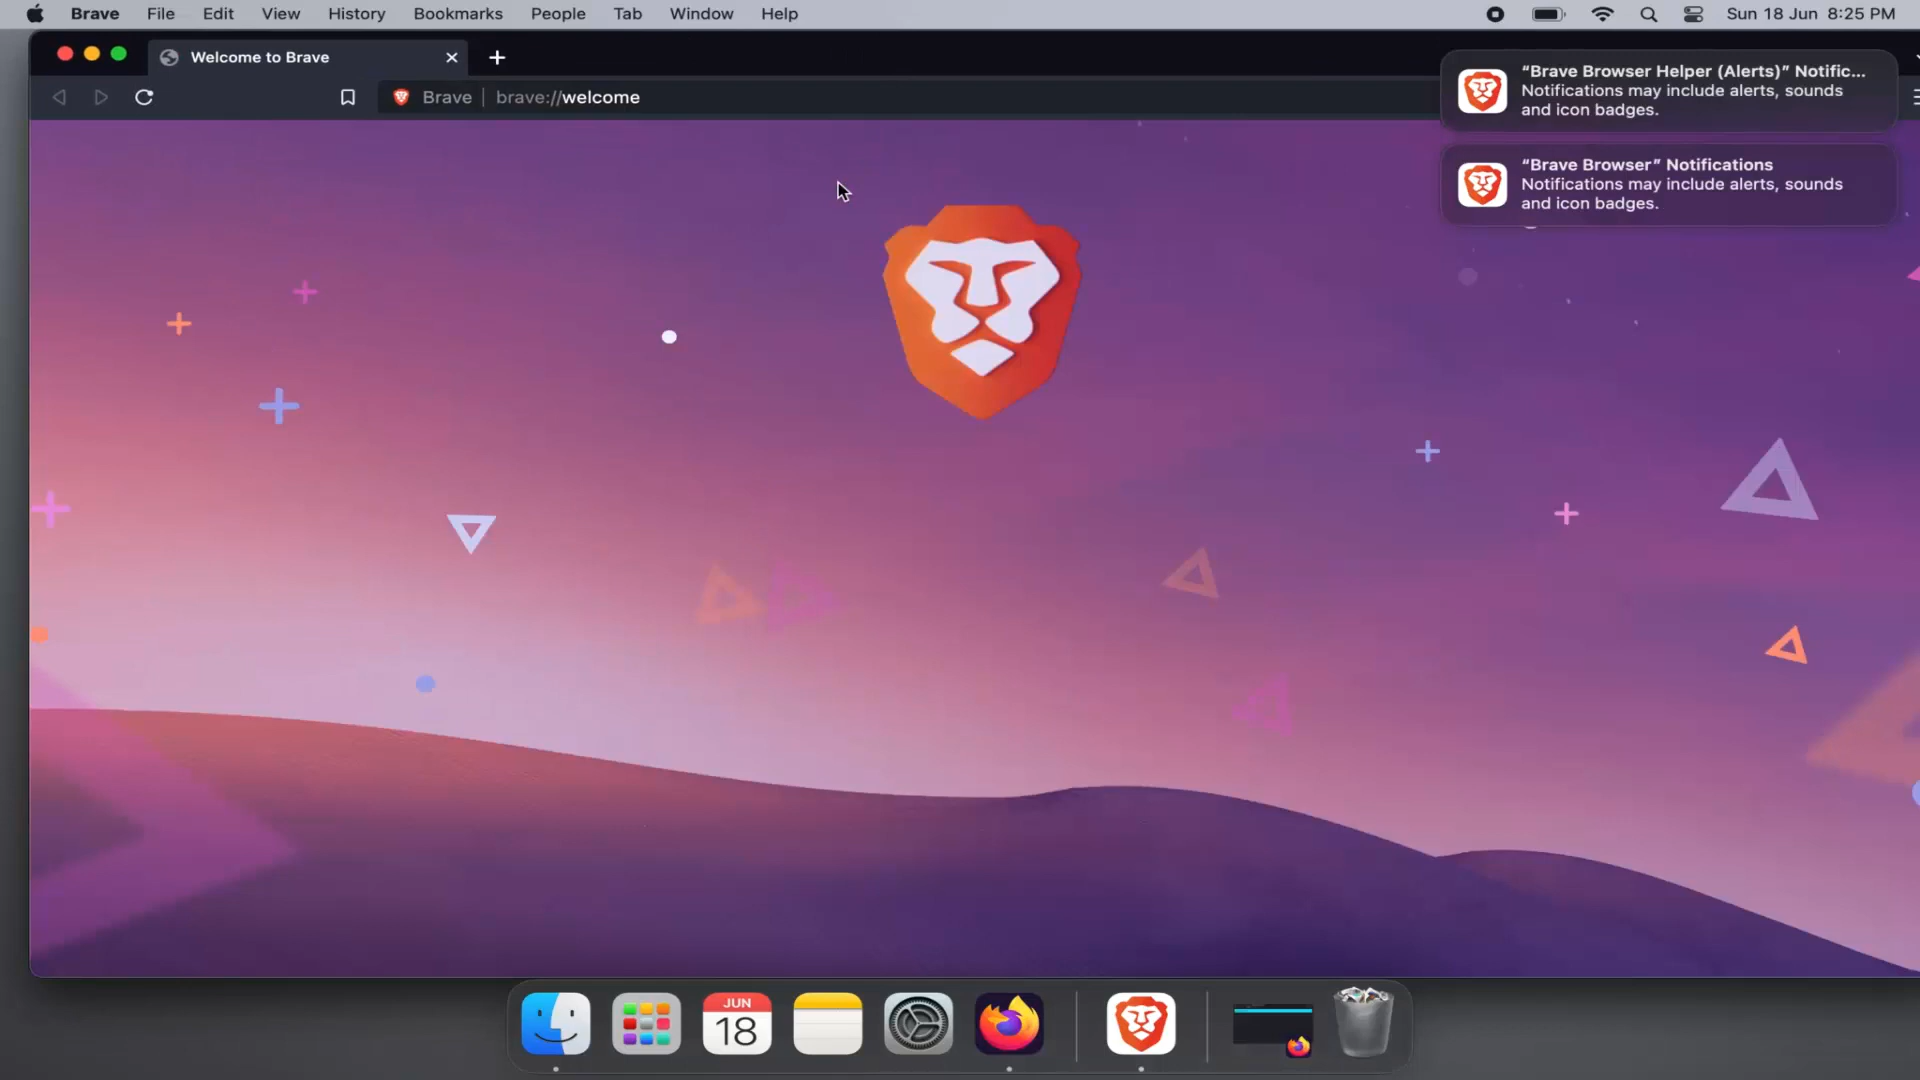 Brave File Edit View History Bookmarks People Tab Window Help Sun 18 Jun 8:25 PM
Welcome to Brave
Brave | brave://welcome
“Brave Browser Helper (Alerts)” Notific...
Notifications may include alerts, sounds
and icon badges.
“Brave Browser” Notifications
Notifications may include alerts, sounds
and icon badges.
JUN
18